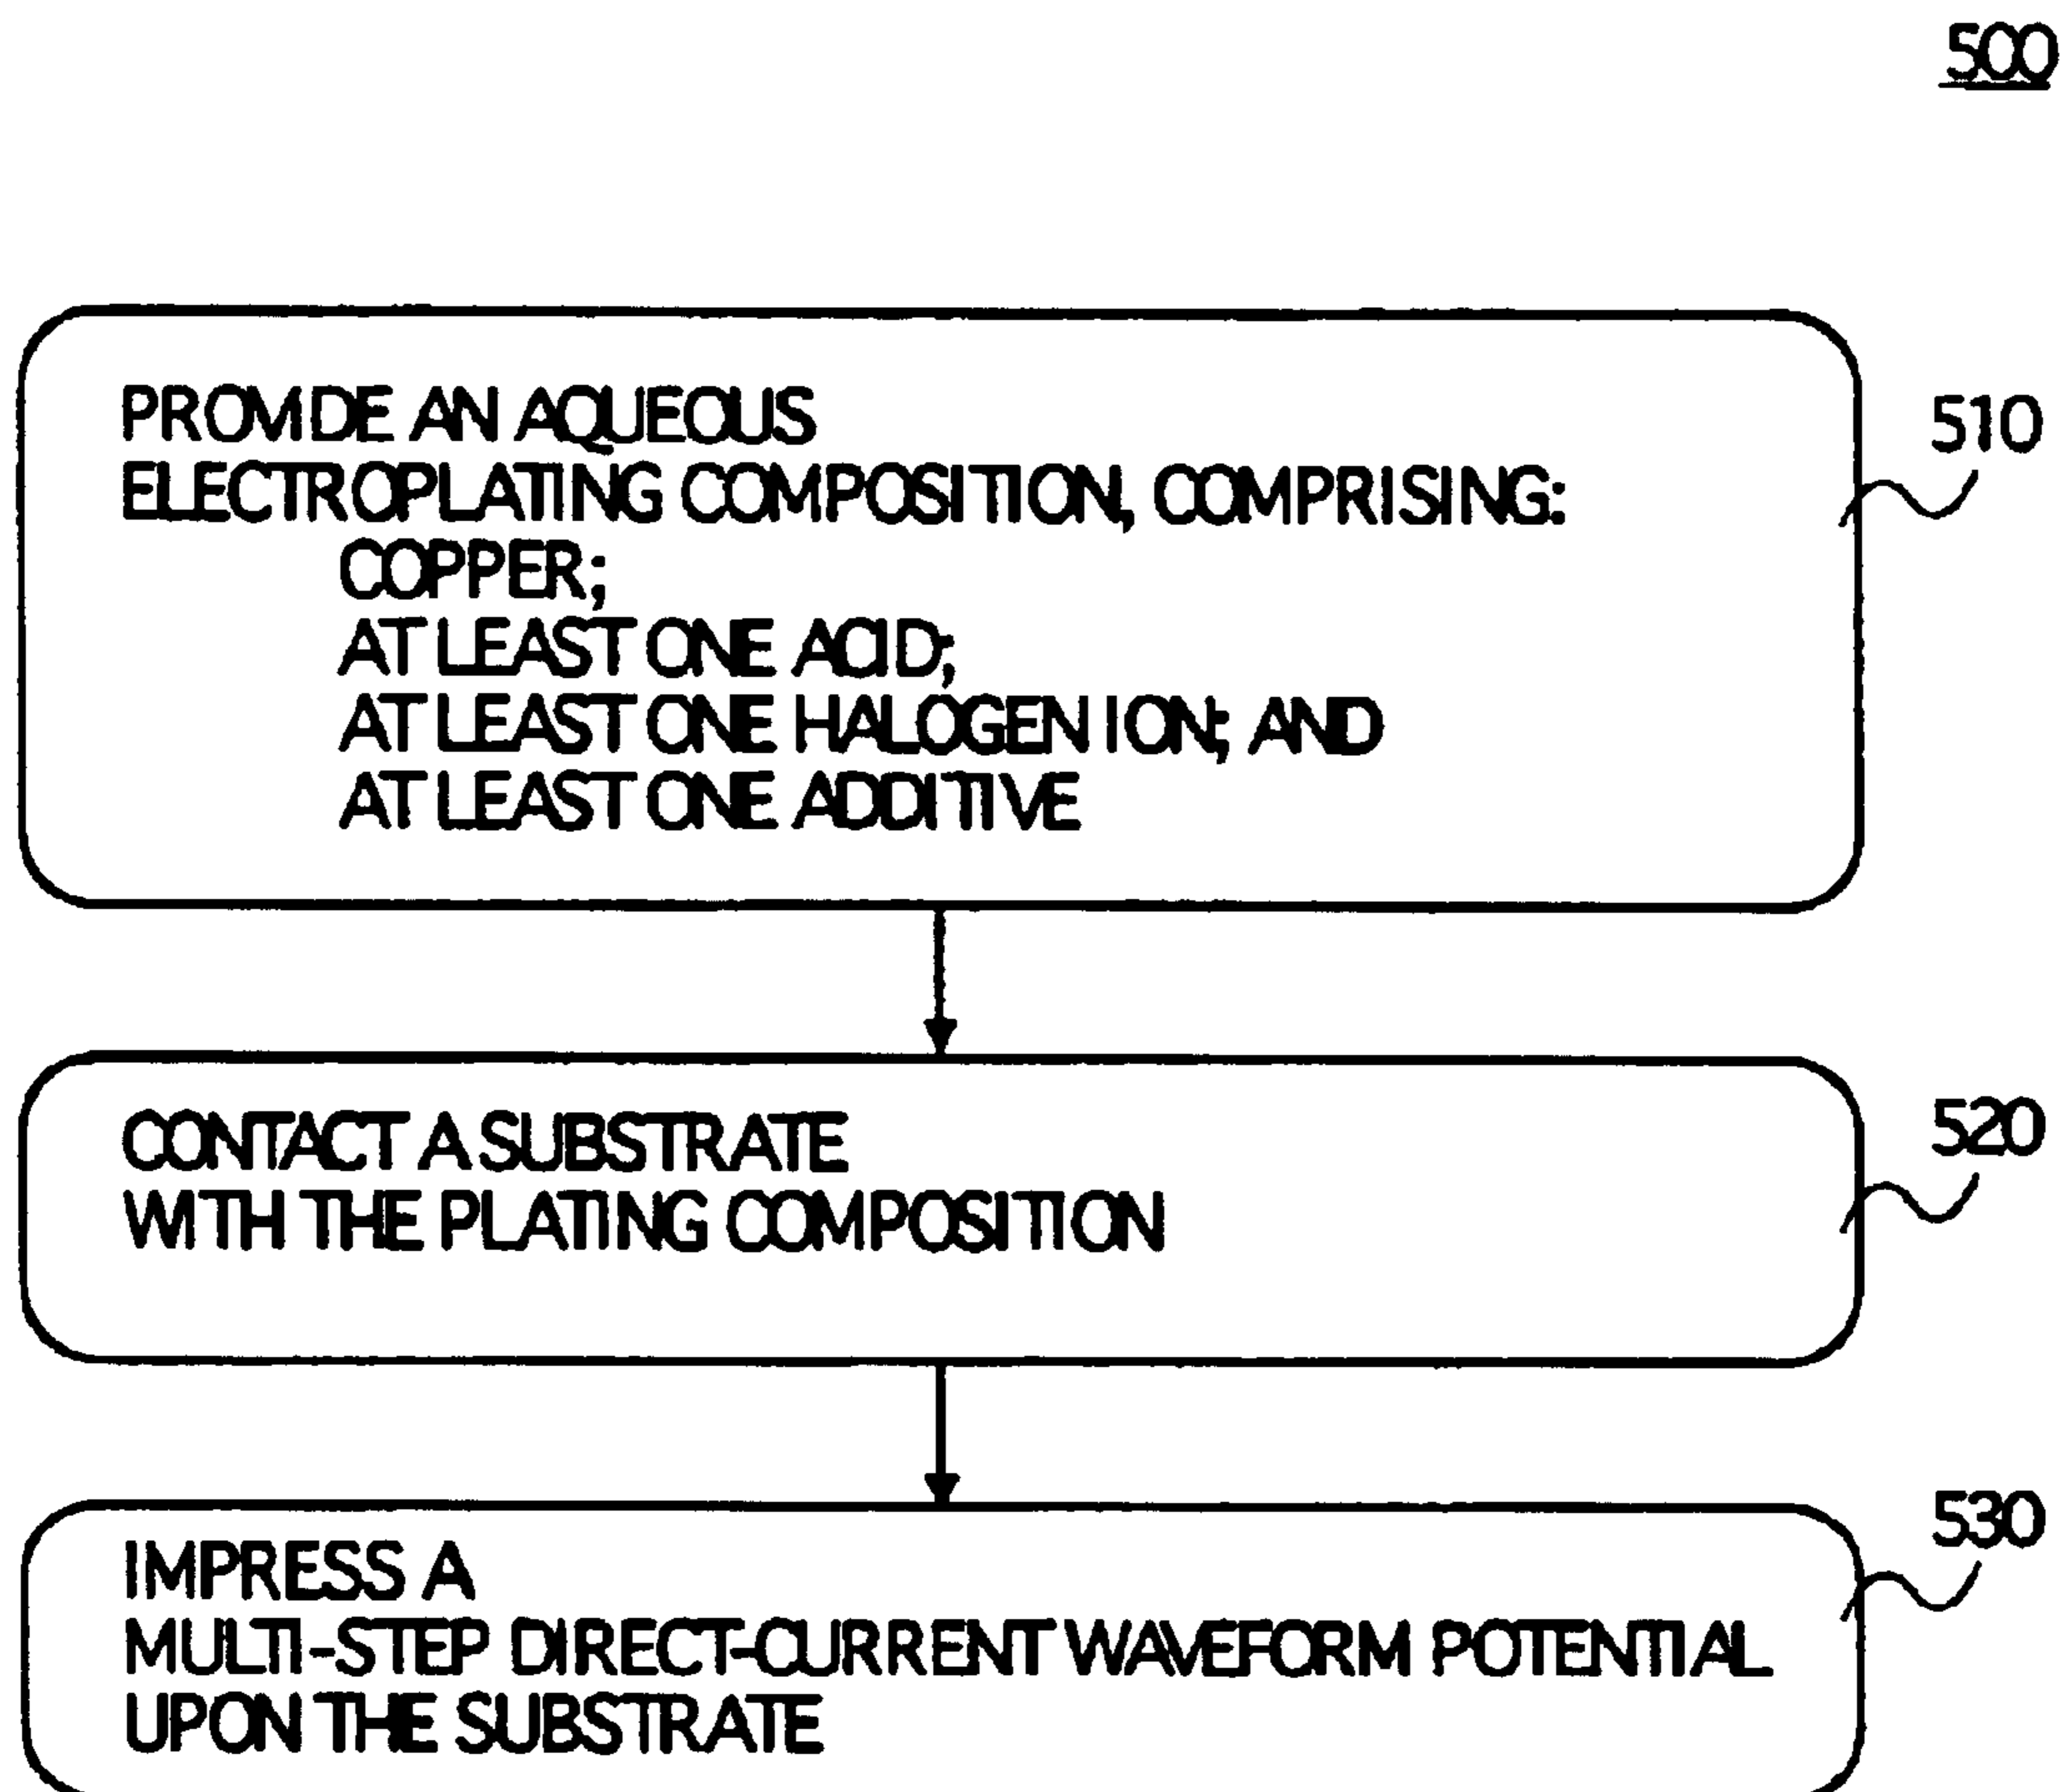 500
PROVIDE AN AQUEOUS
ELECTROPLATING COMPOSITION, COMPRISING:
COPPER;
AT LEAST ONE ACID;
AT LEAST ONE HALOGEN ION; AND
AT LEAST ONE ADDITIVE
510
CONTACT A SUBSTRATE
WITH THE PLATING COMPOSITION
520
IMPRESS A
MULTI-STEP DIRECT-CURRENT WAVEFORM POTENTIAL
UPON THE SUBSTRATE
530